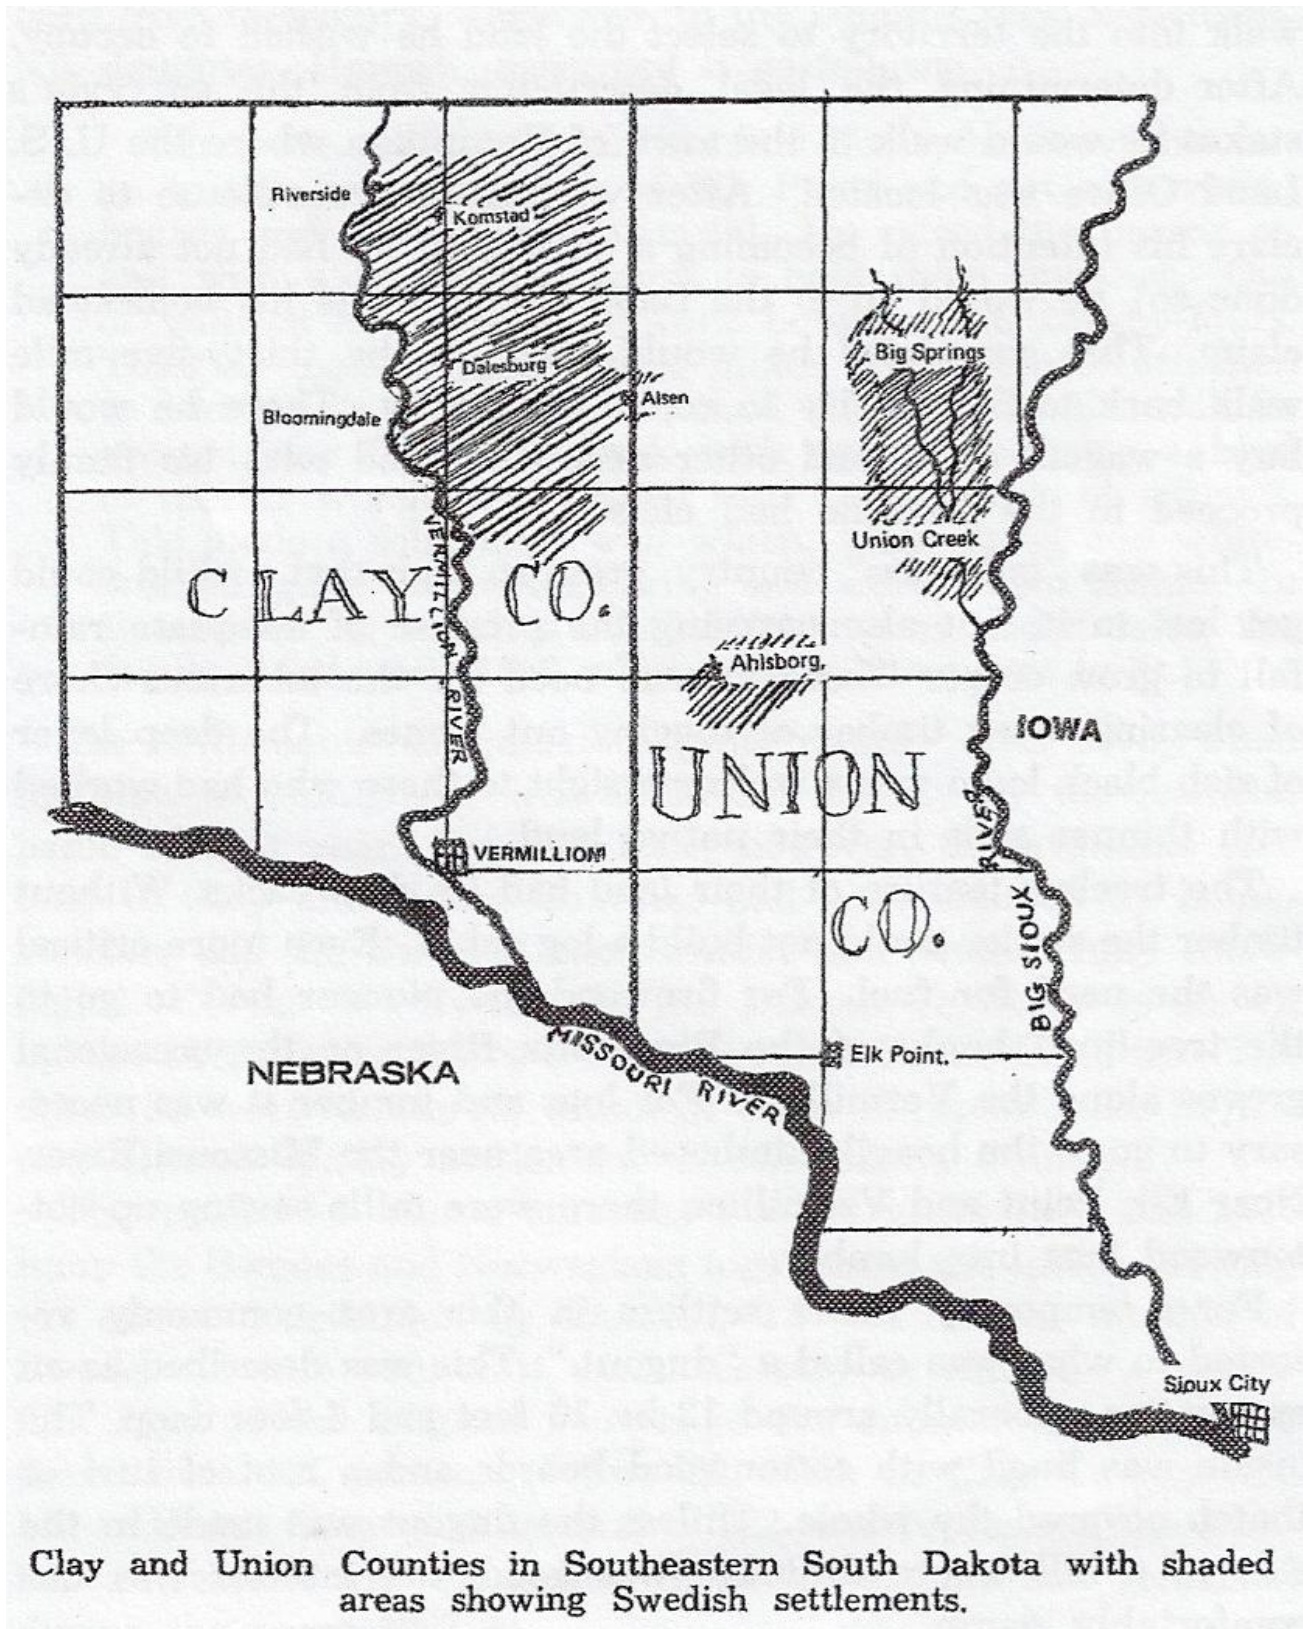 Riverside
Komstad
Big Springs
Dalesburg
Alsen
Bloomingdale
Union Creek
CLAY CO.
VERMILLION RIVER
Ahlsborg.
IOWA
UNION
CO.
VERMILLION
BIG SIOUX RIVER
Elk Point.
MISSOURI RIVER
NEBRASKA
Sioux City
Clay and Union Counties in Southeastern South Dakota with shaded
areas showing Swedish settlements.